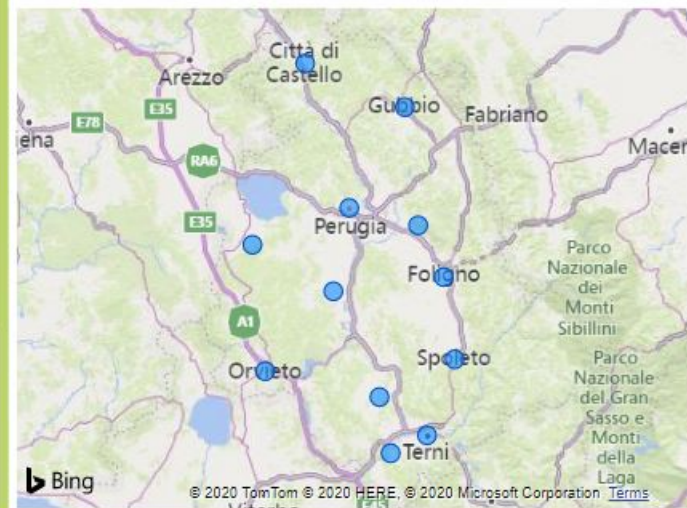 Città di
Castello
Arezzo
Gubbio
Fabriano
E35
E78
iena
Macer
RA6
E35
Perugia
Foligno
Parco
Nazionale
dei
Monti
Sibillini
A1
Orvieto
Spoleto
Parco
Nazionale
del Gran
Sasso e
Monti
della
Laga
Terni
Bing
© 2020 TomTom © 2020 HERE, © 2020 Microsoft Corporation Terms